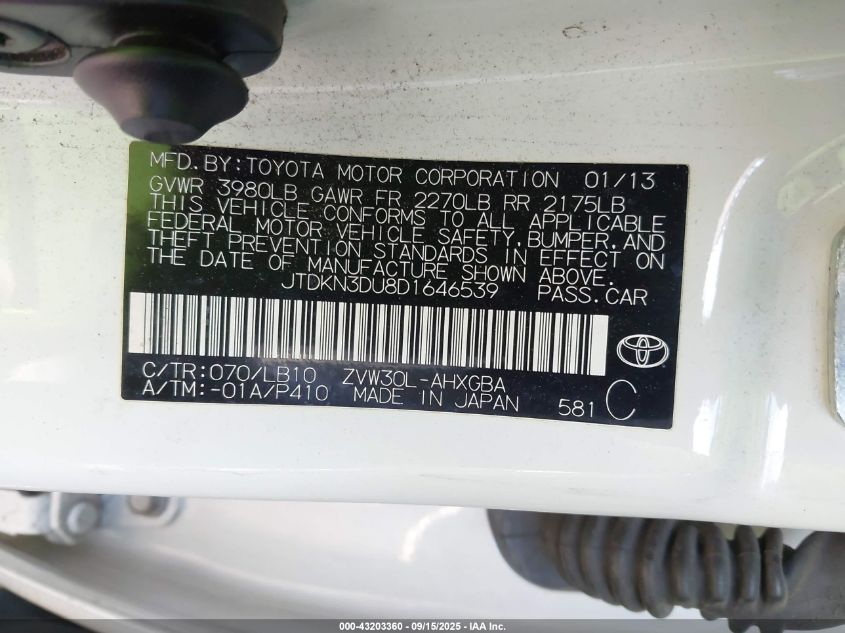 MFD. BY: TOYOTA MOTOR CORPORATION 01/13
GVWR 3980LB GAWR FR 2270LB RR 2175LB
THIS VEHICLE CONFORMS TO ALL APPLICABLE
FEDERAL MOTOR VEHICLE SAFETY, BUMPER, AND
THEFT PREVENTION STANDARDS IN EFFECT ON
THE DATE OF MANUFACTURE SHOWN ABOVE.
JTDKN3DU8D1646539 PASS. CAR
C/TR: 070/LB10 ZVW30L-AHXGBA
A/TM: -01A/P410 MADE IN JAPAN 581 C
000-43203360 - 09/15/2025 - IAA Inc.